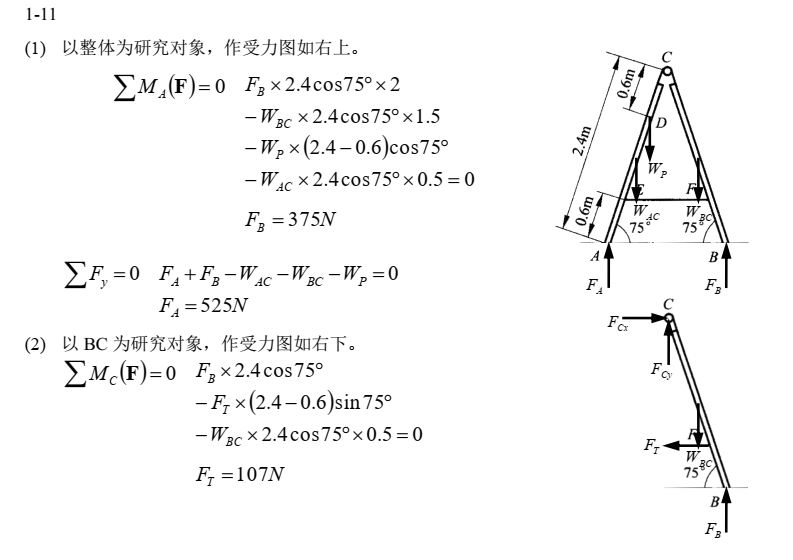 1-11
(1) 以整体为研究对象，作受力图如右上。
∑M_A(F)=0 F_B×2.4cos75°×2
−W_BC×2.4cos75°×1.5
−W_P×(2.4−0.6)cos75°
−W_AC×2.4cos75°×0.5=0
F_B=375N
∑F_y=0 F_A+F_B−W_AC−W_BC−W_P=0
F_A=525N
(2) 以 BC 为研究对象，作受力图如右下。
∑M_C(F)=0 F_B×2.4cos75°
−F_T×(2.4−0.6)sin75°
−W_BC×2.4cos75°×0.5=0
F_T=107N
C
0.6m
D
2.4m
W_P
E F
0.6m
W_AC W_BC
75° 75°
A B
F_A F_B
C
F_Cx
F_Cy
F
F_T
W_BC
75°
B
F_B